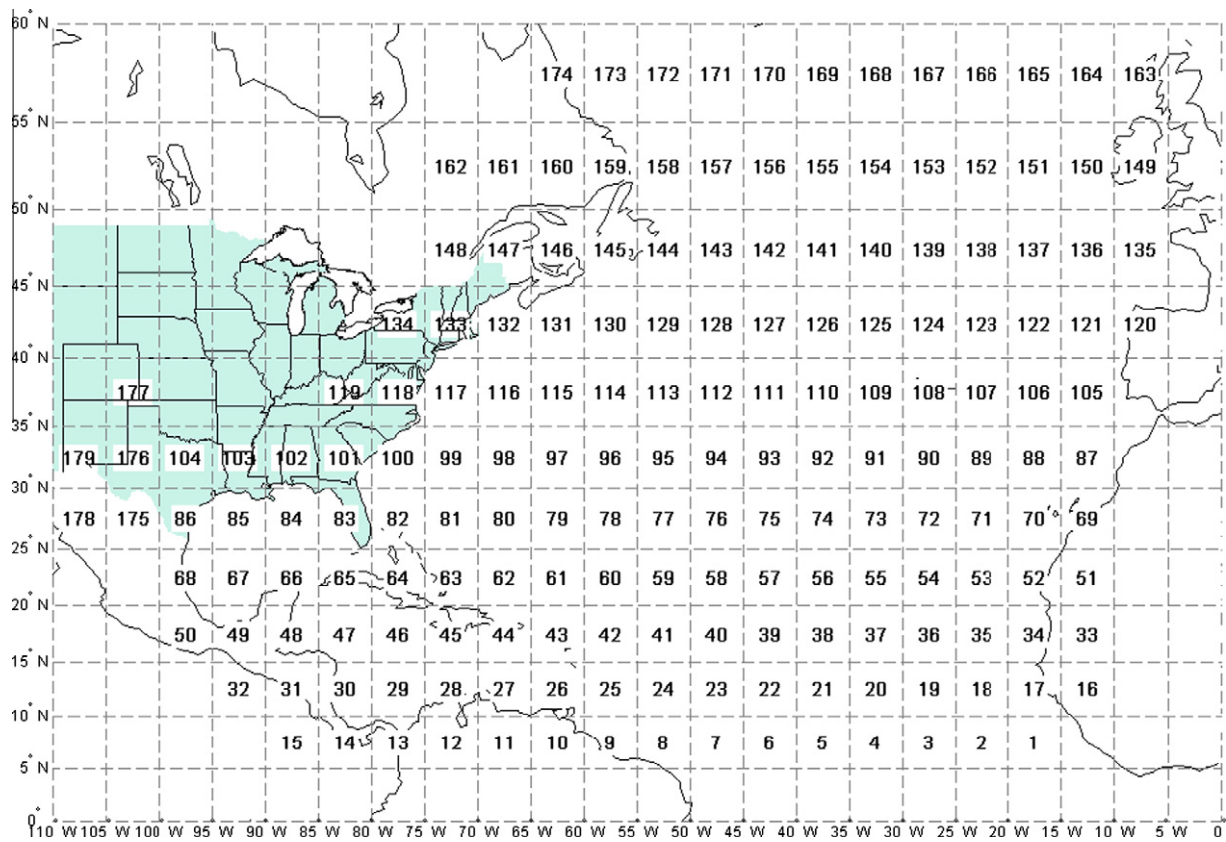 60° N
174 173 172 171 170 169 168 167 166 165 164 163
55° N
162 161 160 159 158 157 156 155 154 153 152 151 150 149
50° N
148 147 146 145 144 143 142 141 140 139 138 137 136 135
45° N
134 133 132 131 130 129 128 127 126 125 124 123 122 121 120
40° N
177 119 118 117 116 115 114 113 112 111 110 109 108 107 106 105
35° N
179 176 104 103 102 101 100 99 98 97 96 95 94 93 92 91 90 89 88 87
30° N
178 175 86 85 84 83 82 81 80 79 78 77 76 75 74 73 72 71 70 69
25° N
68 67 66 65 64 63 62 61 60 59 58 57 56 55 54 53 52 51
20° N
50 49 48 47 46 45 44 43 42 41 40 39 38 37 36 35 34 33
15° N
32 31 30 29 28 27 26 25 24 23 22 21 20 19 18 17 16
10° N
15 14 13 12 11 10 9 8 7 6 5 4 3 2 1
5° N
0°
110 W 105 W 100 W 95 W 90 W 85 W 80 W 75 W 70 W 65 W 60 W 55 W 50 W 45 W 40 W 35 W 30 W 25 W 20 W 15 W 10 W 5 W 0°